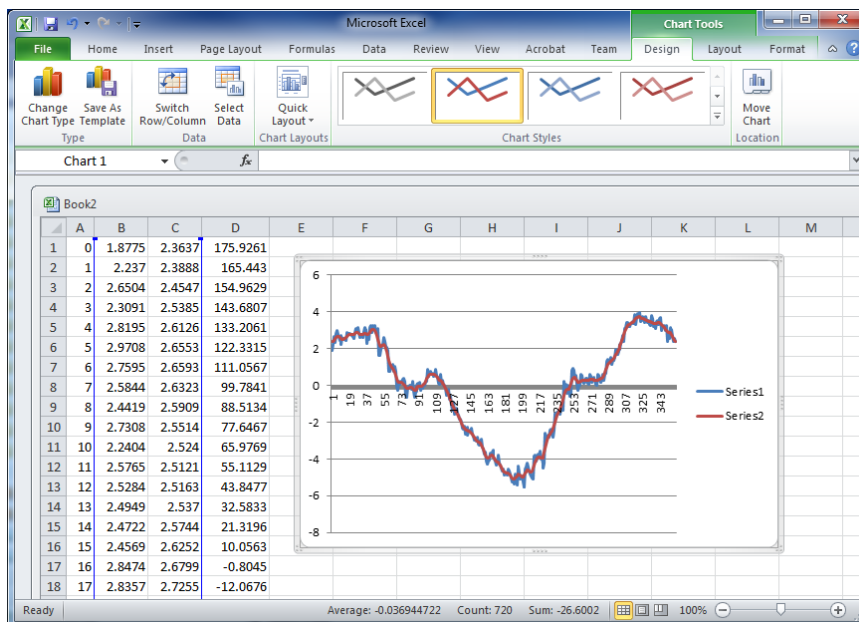 Microsoft Excel Chart Tools
File Home Insert Page Layout Formulas Data Review View Acrobat Team Design Layout Format
Change Chart Type Save As Template Switch Row/Column Select Data Quick Layout Move Chart
Type Data Chart Layouts Chart Styles Location
Chart 1 fx
Book2
A B C D E F G H I J K L M
1 0 1.8775 2.3637 175.9261
2 1 2.237 2.3888 165.443
3 2 2.6504 2.4547 154.9629
4 3 2.3091 2.5385 143.6807
5 4 2.8195 2.6126 133.2061
6 5 2.9708 2.6553 122.3315
7 6 2.7595 2.6593 111.0567
8 7 2.5844 2.6323 99.7841
9 8 2.4419 2.5909 88.5134
10 9 2.7308 2.5514 77.6467
11 10 2.2404 2.524 65.9769
12 11 2.5765 2.5121 55.1129
13 12 2.5284 2.5163 43.8477
14 13 2.4949 2.537 32.5833
15 14 2.4722 2.5744 21.3196
16 15 2.4569 2.6252 10.0563
17 16 2.8474 2.6799 -0.8045
18 17 2.8357 2.7255 -12.0676
6
4
2
0
-2
-4
-6
-8
1 19 37 55 73 91 109 127 145 163 181 199 217 235 253 271 289 307 325 343
Series1
Series2
Ready Average: -0.036944722 Count: 720 Sum: -26.6002 100%